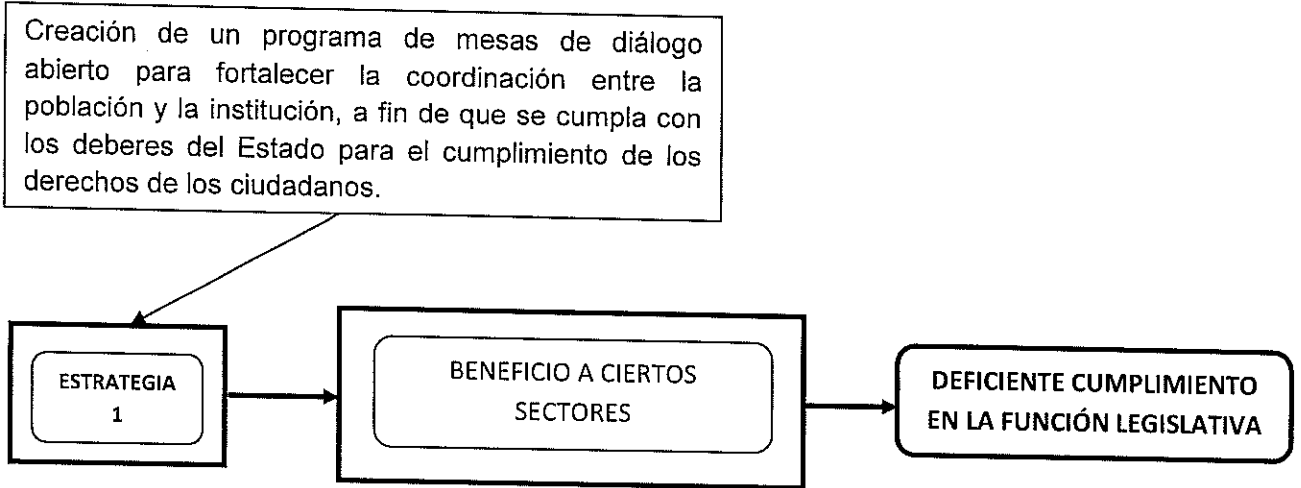 Creación de un programa de mesas de diálogo
abierto para fortalecer la coordinación entre la
población y la institución, a fin de que se cumpla con
los deberes del Estado para el cumplimiento de los
derechos de los ciudadanos.
ESTRATEGIA
1
BENEFICIO A CIERTOS
SECTORES
DEFICIENTE CUMPLIMIENTO
EN LA FUNCIÓN LEGISLATIVA